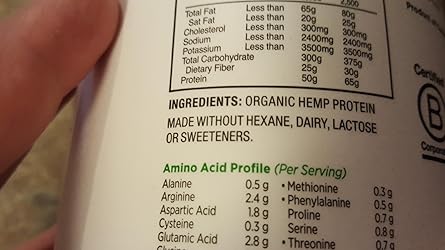 2,500
Total Fat Less than 65g 80g
Sat Fat Less than 20g 25g
Cholesterol Less than 300mg 300mg
Sodium Less than 2400mg 2400mg
Potassium 3500mg 3500mg
Total Carbohydrate 300g 375g
Dietary Fiber 25g 30g
Protein 50g 65g
INGREDIENTS: ORGANIC HEMP PROTEIN
MADE WITHOUT HEXANE, DAIRY, LACTOSE
OR SWEETENERS.
Amino Acid Profile (Per Serving)
Alanine 0.5 g • Methionine 0.3 g
Arginine 2.4 g • Phenylalanine 0.5 g
Aspartic Acid 1.8 g Proline 0.7 g
Cysteine 0.3 g Serine 0.8 g
Glutamic Acid 2.8 g • Threonine 0.7 g
Certified
B
Corporation